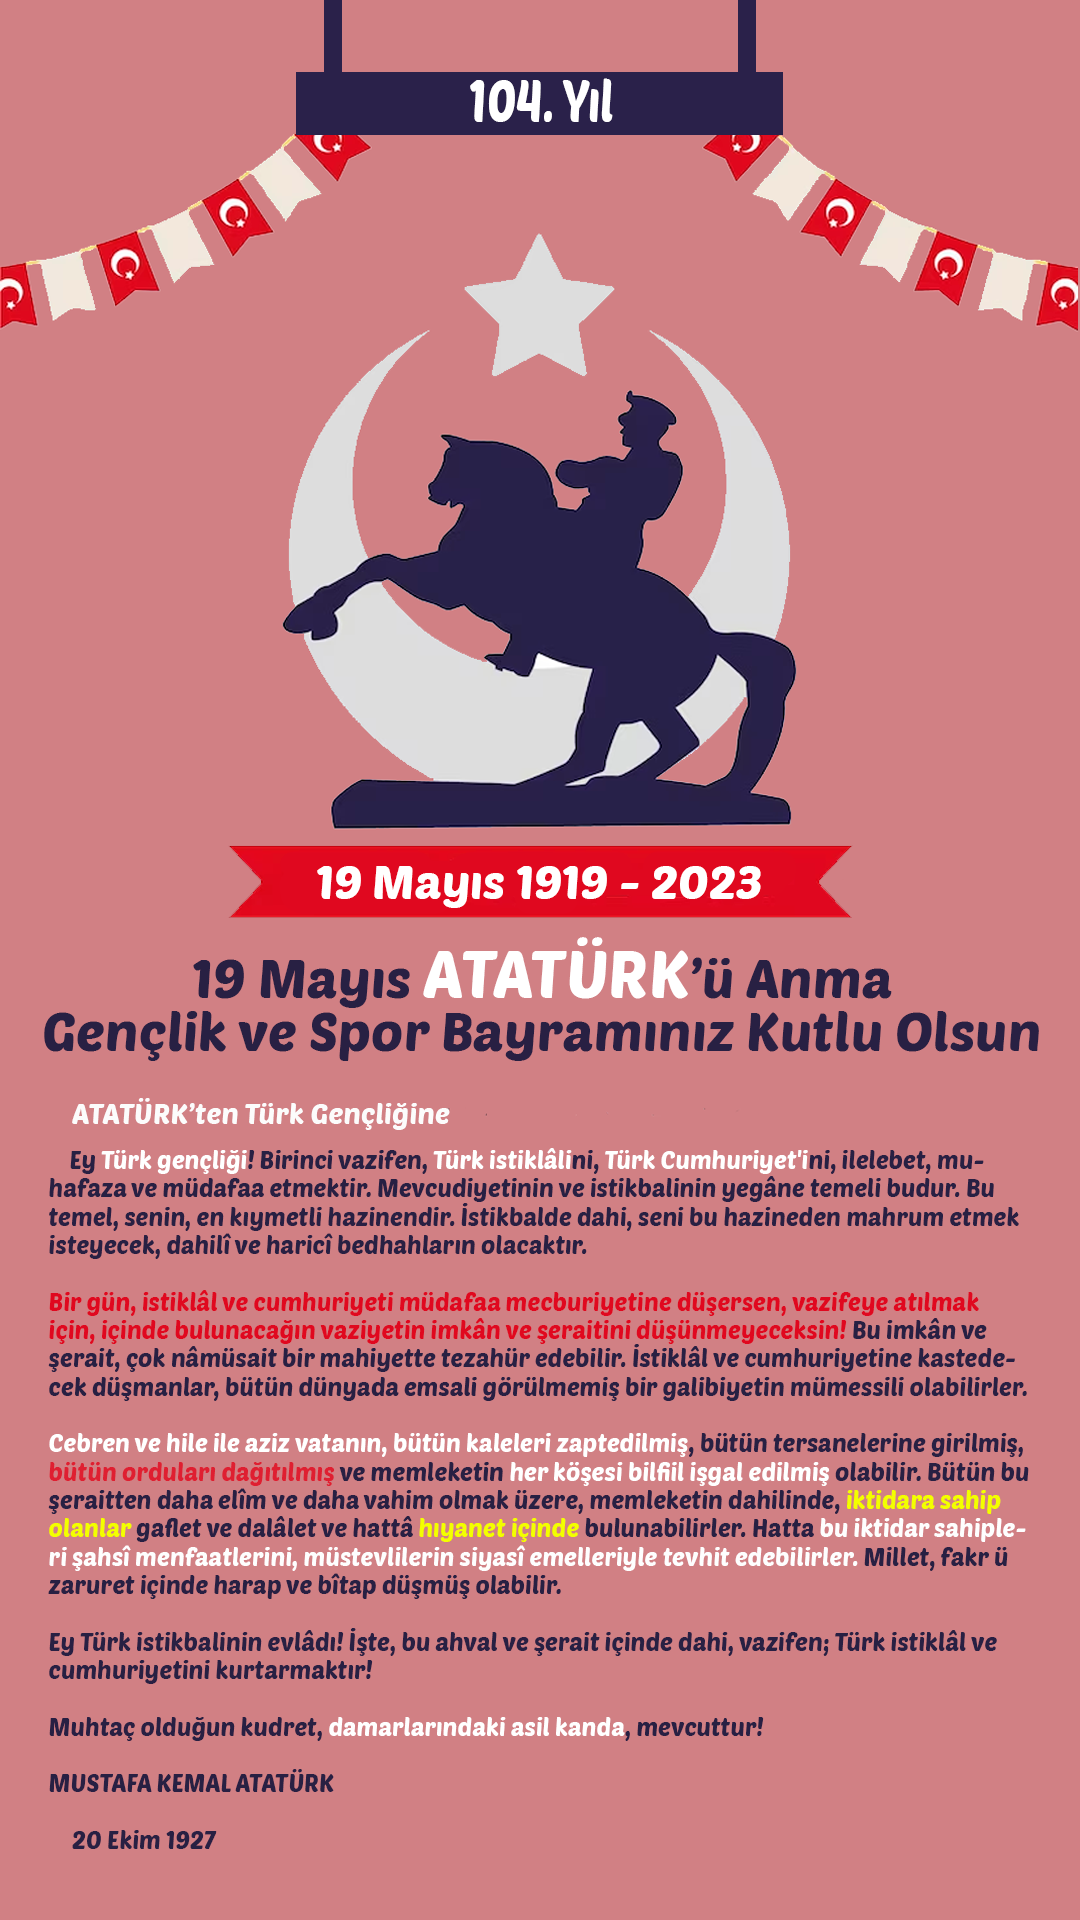 104. Yıl
19 Mayıs 1919 - 2023
19 Mayıs ATATÜRK’ü Anma
Gençlik ve Spor Bayramınız Kutlu Olsun
ATATÜRK’ten Türk Gençliğine
Ey Türk gençliği! Birinci vazifen, Türk istiklâlini, Türk Cumhuriyet'ini, ilelebet, mu-
hafaza ve müdafaa etmektir. Mevcudiyetinin ve istikbalinin yegâne temeli budur. Bu
temel, senin, en kıymetli hazinendir. İstikbalde dahi, seni bu hazineden mahrum etmek
isteyecek, dahilî ve haricî bedhahların olacaktır.
Bir gün, istiklâl ve cumhuriyeti müdafaa mecburiyetine düşersen, vazifeye atılmak
için, içinde bulunacağın vaziyetin imkân ve şeraitini düşünmeyeceksin! Bu imkân ve
şerait, çok nâmüsait bir mahiyette tezahür edebilir. İstiklâl ve cumhuriyetine kastede-
cek düşmanlar, bütün dünyada emsali görülmemiş bir galibiyetin mümessili olabilirler.
Cebren ve hile ile aziz vatanın, bütün kaleleri zaptedilmiş, bütün tersanelerine girilmiş,
bütün orduları dağıtılmış ve memleketin her köşesi bilfiil işgal edilmiş olabilir. Bütün bu
şeraitten daha elîm ve daha vahim olmak üzere, memleketin dahilinde, iktidara sahip
olanlar gaflet ve dalâlet ve hattâ hıyanet içinde bulunabilirler. Hatta bu iktidar sahiple-
ri şahsî menfaatlerini, müstevlilerin siyasî emelleriyle tevhit edebilirler. Millet, fakr ü
zaruret içinde harap ve bîtap düşmüş olabilir.
Ey Türk istikbalinin evlâdı! İşte, bu ahval ve şerait içinde dahi, vazifen; Türk istiklâl ve
cumhuriyetini kurtarmaktır!
Muhtaç olduğun kudret, damarlarındaki asil kanda, mevcuttur!
MUSTAFA KEMAL ATATÜRK
20 Ekim 1927